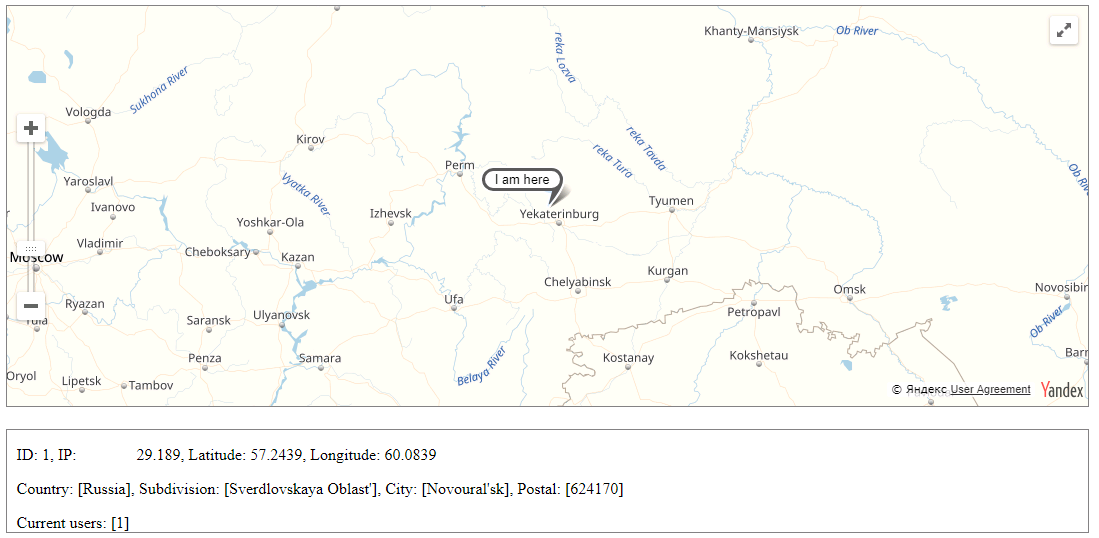 Khanty-Mansiysk
Ob River
reka Lozva
Sukhona River
Vologda
Kirov
reka Tavda
reka Tura
Perm
I am here
Ob River
Yaroslavl
Vyatka River
Ivanovo
Izhevsk
Yekaterinburg
Tyumen
Yoshkar-Ola
Vladimir
Cheboksary
Kazan
Moscow
Kurgan
Chelyabinsk
Omsk
Novosibir
Ufa
Ryazan
Petropavl
Ulyanovsk
Saransk
Tula
Ob River
Penza
Samara
Belaya River
Kostanay
Kokshetau
Barn
Oryol
Lipetsk
Tambov
© Яндекс User Agreement
Yandex
ID: 1, IP: 29.189, Latitude: 57.2439, Longitude: 60.0839
Country: [Russia], Subdivision: [Sverdlovskaya Oblast'], City: [Novoural'sk], Postal: [624170]
Current users: [1]